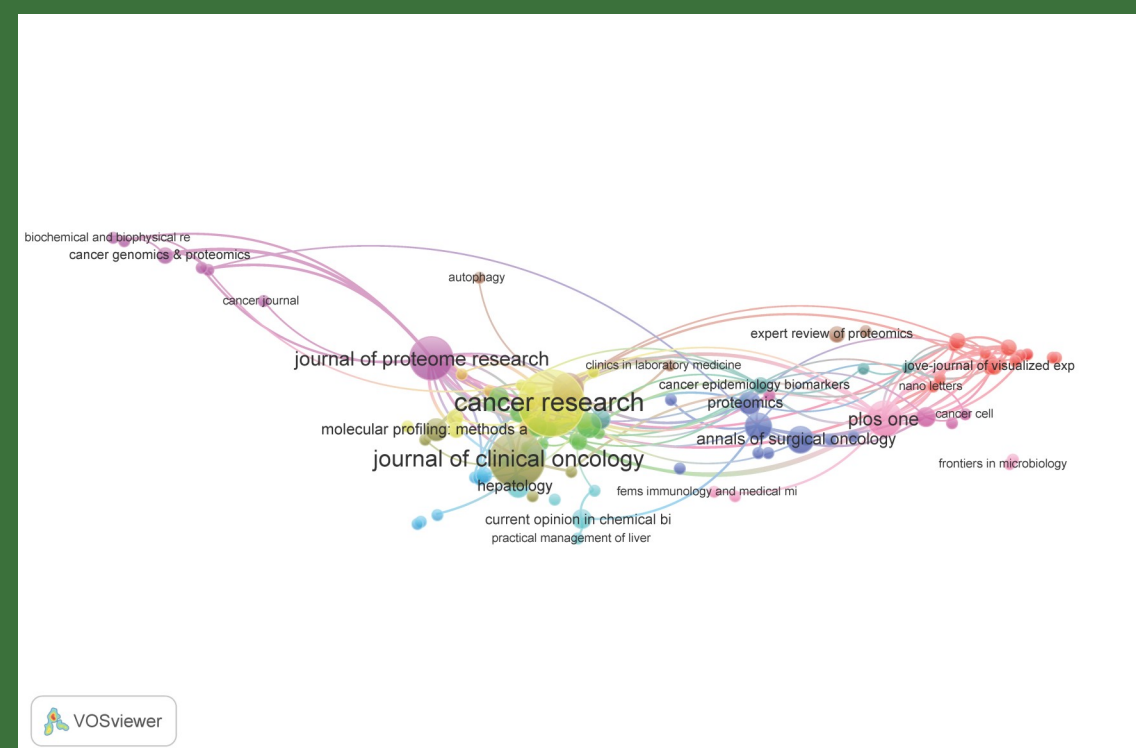 biochemical and biophysical re
cancer genomics & proteomics
autophagy
cancer journal
expert review of proteomics
journal of proteome research
clinics in laboratory medicine
jove-journal of visualized exp
cancer epidemiology biomarkers
nano letters
cancer research
proteomics
plos one
cancer cell
molecular profiling: methods a
annals of surgical oncology
journal of clinical oncology
frontiers in microbiology
hepatology
fems immunology and medical mi
current opinion in chemical bi
practical management of liver
VOSviewer